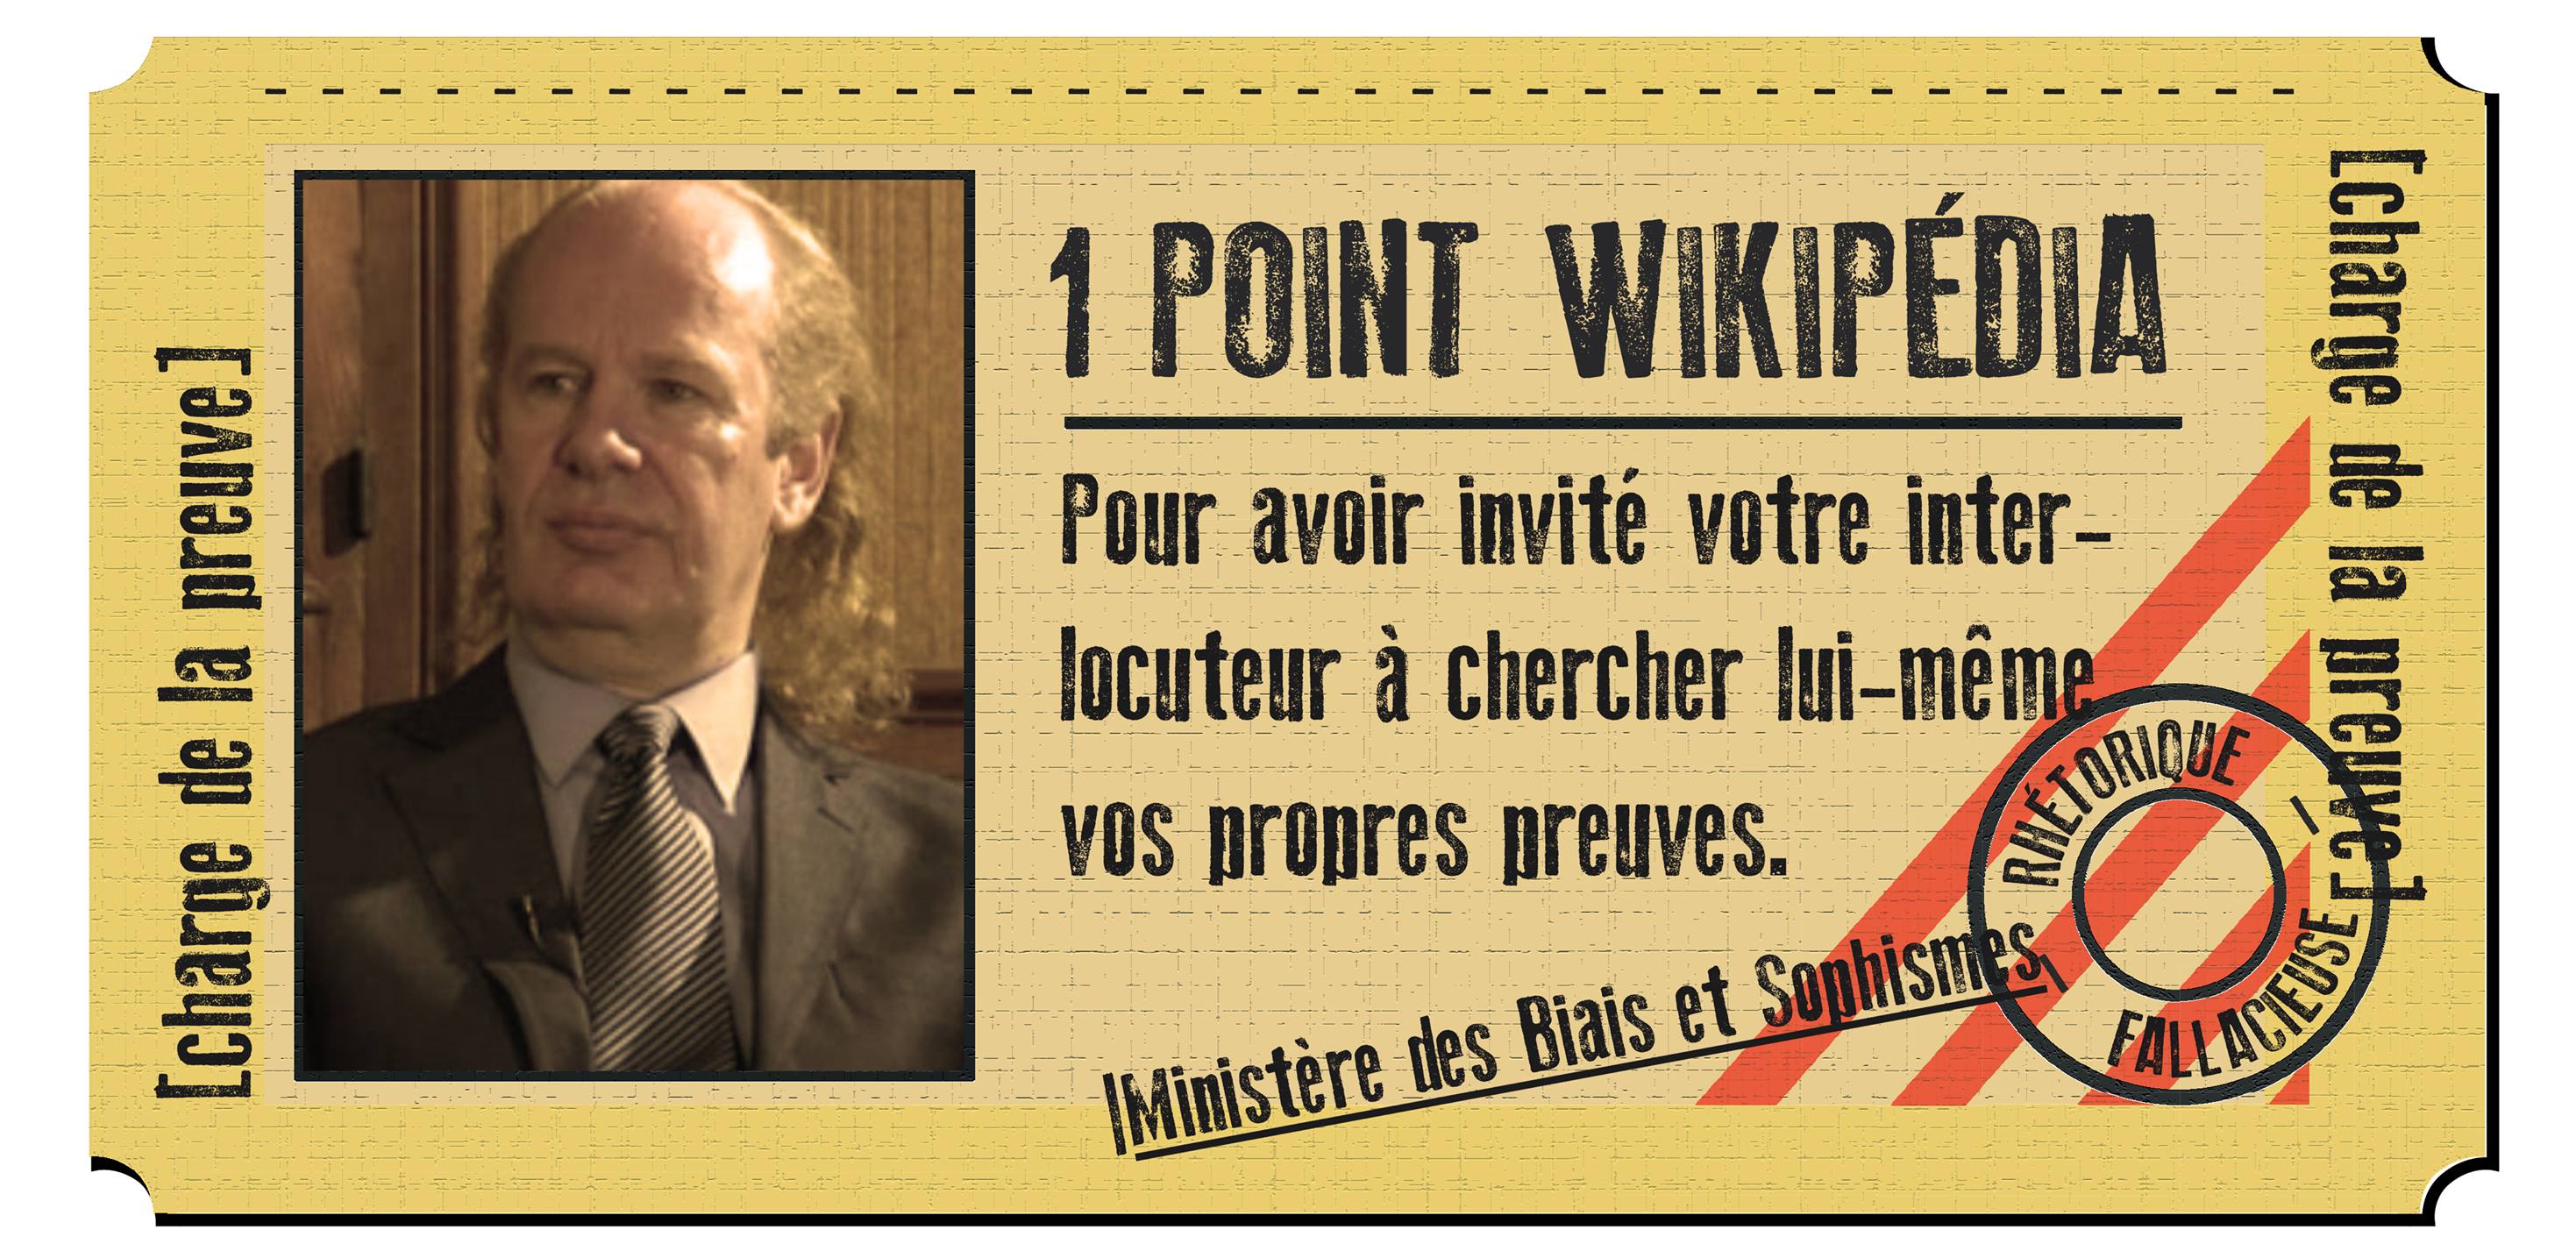 [charge de la preuve]
1 POINT WIKIPÉDIA
Pour avoir invité votre inter-
locuteur à chercher lui-même
vos propres preuves.
|Ministère des Biais et Sophismes|
RHÉTORIQUE
FALLACIEUSE
[charge de la preuve]